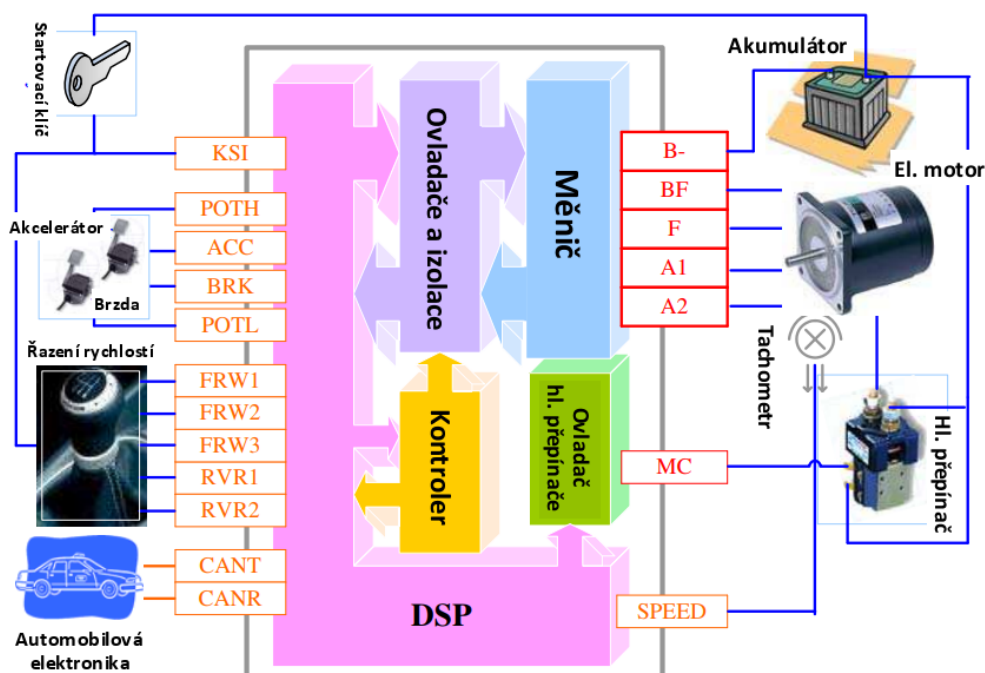 Startovací klíč
KSI
Akcelerátor
Brzda
POTH
ACC
BRK
POTL
Řazení rychlostí
FRW1
FRW2
FRW3
RVR1
RVR2
CANT
CANR
Automobilová
elektronika
Ovladače a izolace
Měnič
Kontroler
Ovladač
hl. přepínače
DSP
B-
BF
F
A1
A2
MC
SPEED
Akumulátor
El. motor
Tachometr
Hl. přepínač